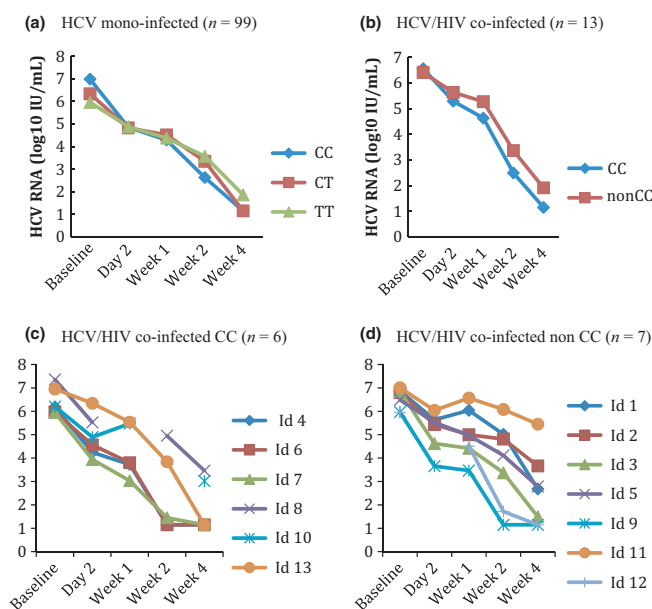 (a) HCV mono-infected (n = 99)
HCV RNA (log10 IU/mL)
8
7
6
5
4
3
2
1
0
Baseline
Day 2
Week 1
Week 2
Week 4
CC
CT
TT
(b) HCV/HIV co-infected (n = 13)
HCV RNA (log!0 IU/mL)
7
6
5
4
3
2
1
0
Baseline
Day 2
Week 1
Week 2
Week 4
CC
nonCC
(c) HCV/HIV co-infected CC (n = 6)
8
7
6
5
4
3
2
1
0
Baseline
Day 2
Week 1
Week 2
Week 4
Id 4
Id 6
Id 7
Id 8
Id 10
Id 13
(d) HCV/HIV co-infected non CC (n = 7)
8
7
6
5
4
3
2
1
0
Baseline
Day 2
Week 1
Week 2
Week 4
Id 1
Id 2
Id 3
Id 5
Id 9
Id 11
Id 12